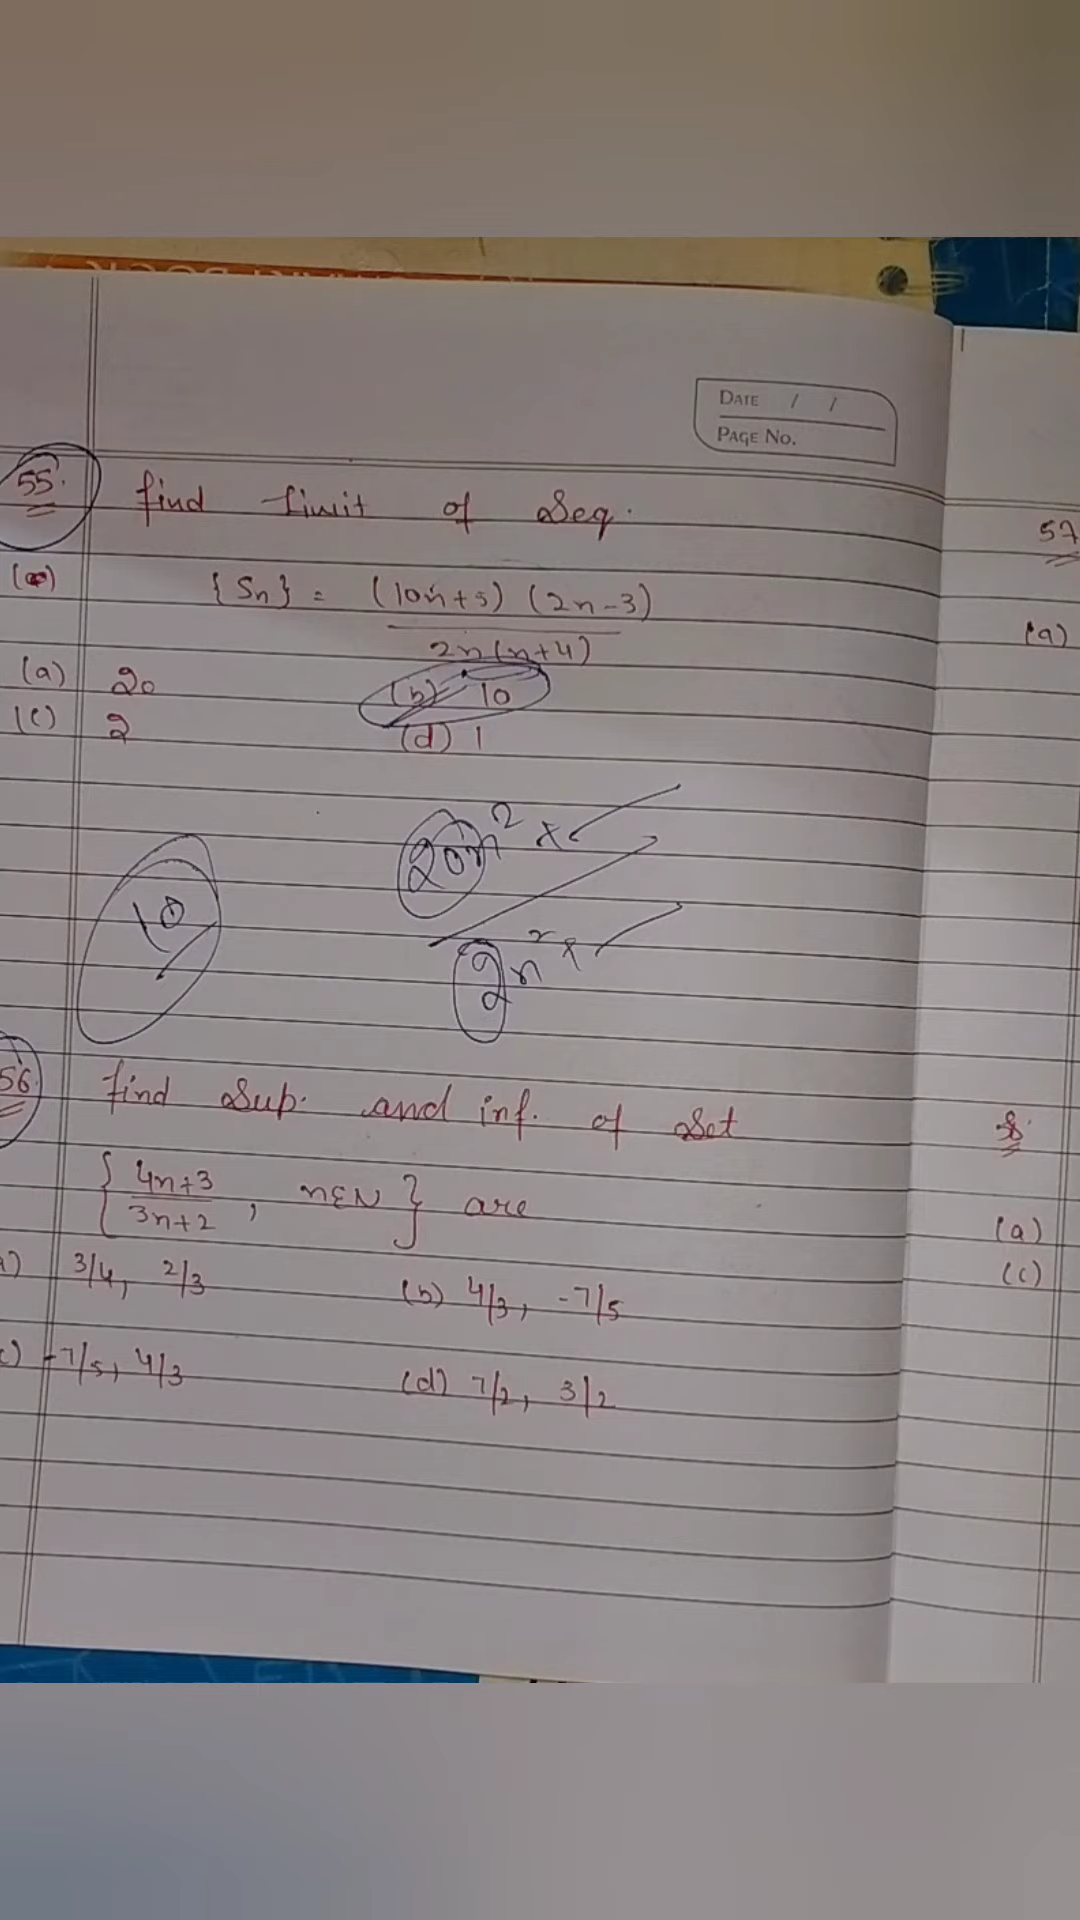 DATE / /
PAGE No.
55. find limit of Seq.
57
{Sn} = (10n+5) (2n-3)
2n(n+4)
(a)
(a) 20 (b) 10
(c) 2 (d) 1
20n² +
2n² +
10
56. find Sup. and inf. of Set
8.
{ 4n+3
3n+2 , n∈N } are
(a)
a) 3/4, 2/3 (b) 4/3, -7/5
(c)
c) -7/5, 4/3 (d) 7/2, 3/2